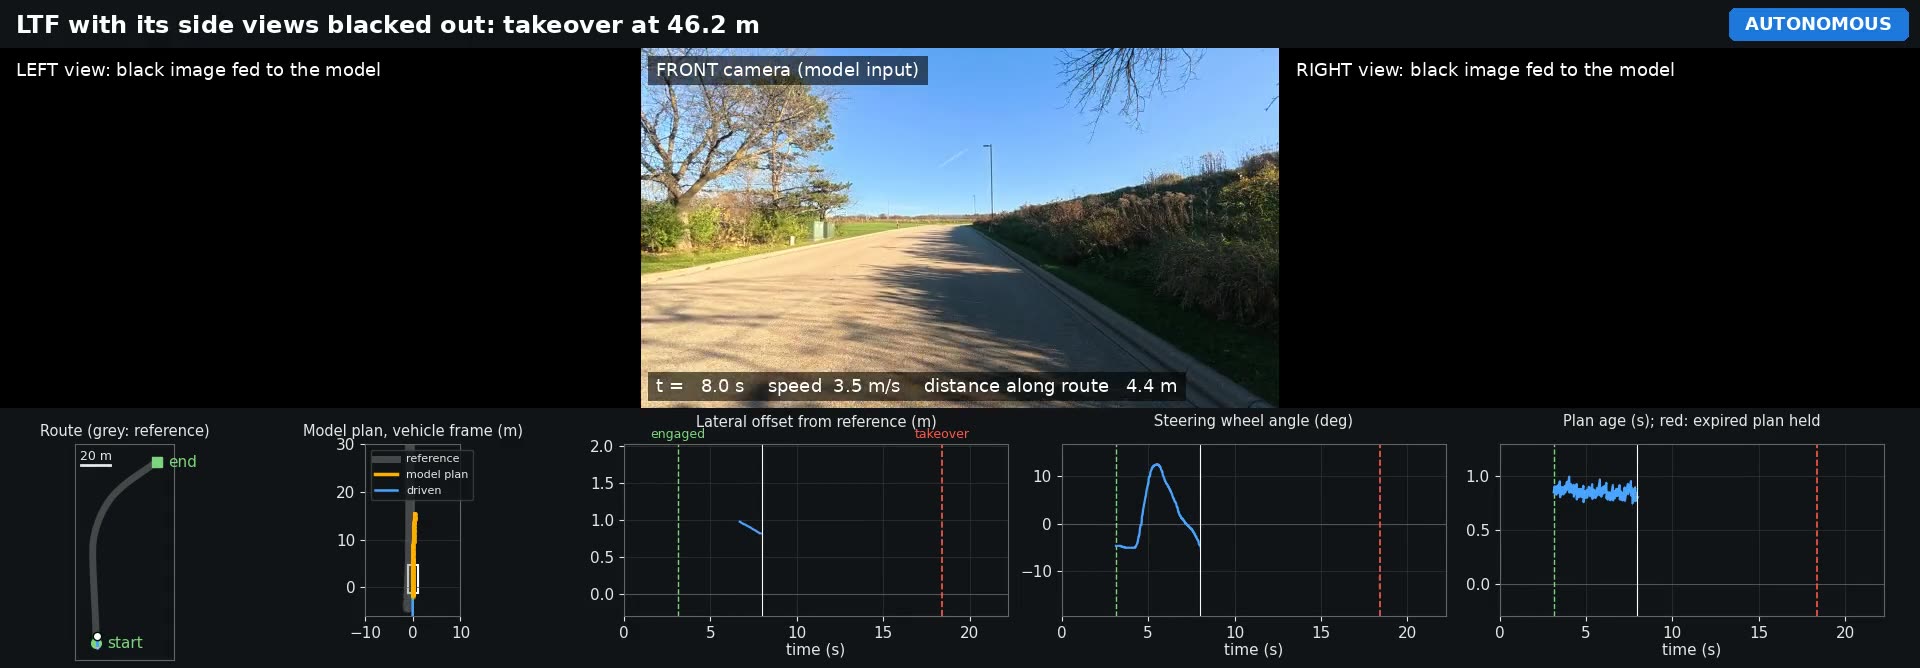 LTF with its side views blacked out: takeover at 46.2 m
AUTONOMOUS
LEFT view: black image fed to the model
FRONT camera (model input)
RIGHT view: black image fed to the model
t =   8.0 s    speed  3.5 m/s    distance along route   4.4 m
Route (grey: reference)
20 m
end
start
Model plan, vehicle frame (m)
reference
model plan
driven
30
20
10
0
−10 0 10
Lateral offset from reference (m)
engaged
takeover
2.0
1.5
1.0
0.5
0.0
0 5 10 15 20
time (s)
Steering wheel angle (deg)
10
0
−10
0 5 10 15 20
time (s)
Plan age (s); red: expired plan held
1.0
0.5
0.0
0 5 10 15 20
time (s)